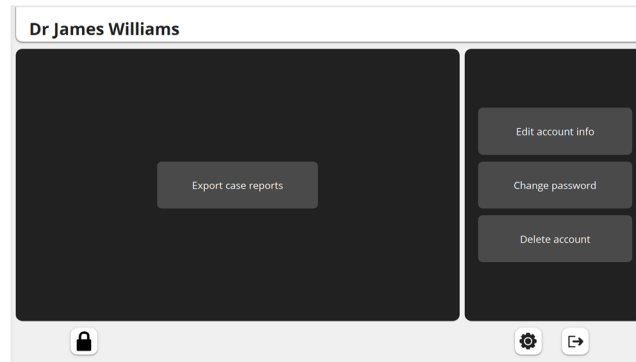 Dr James Williams
Export case reports
Edit account info
Change password
Delete account